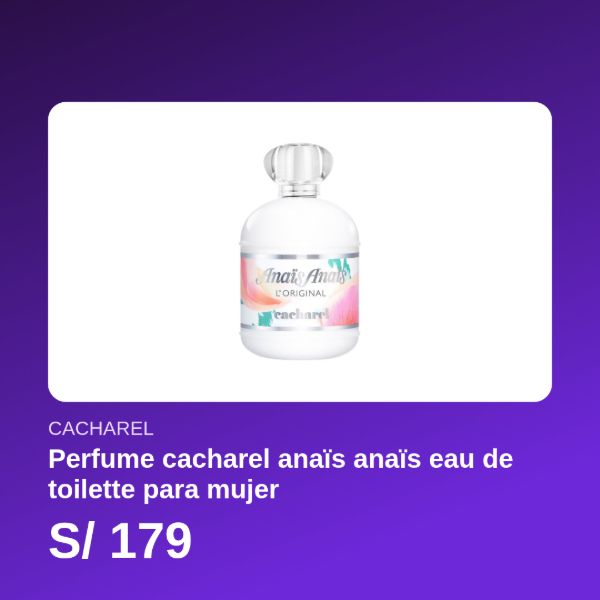 Anaïs Anaïs
L'ORIGINAL
cacharel
CACHAREL
Perfume cacharel anaïs anaïs eau de
toilette para mujer
S/ 179